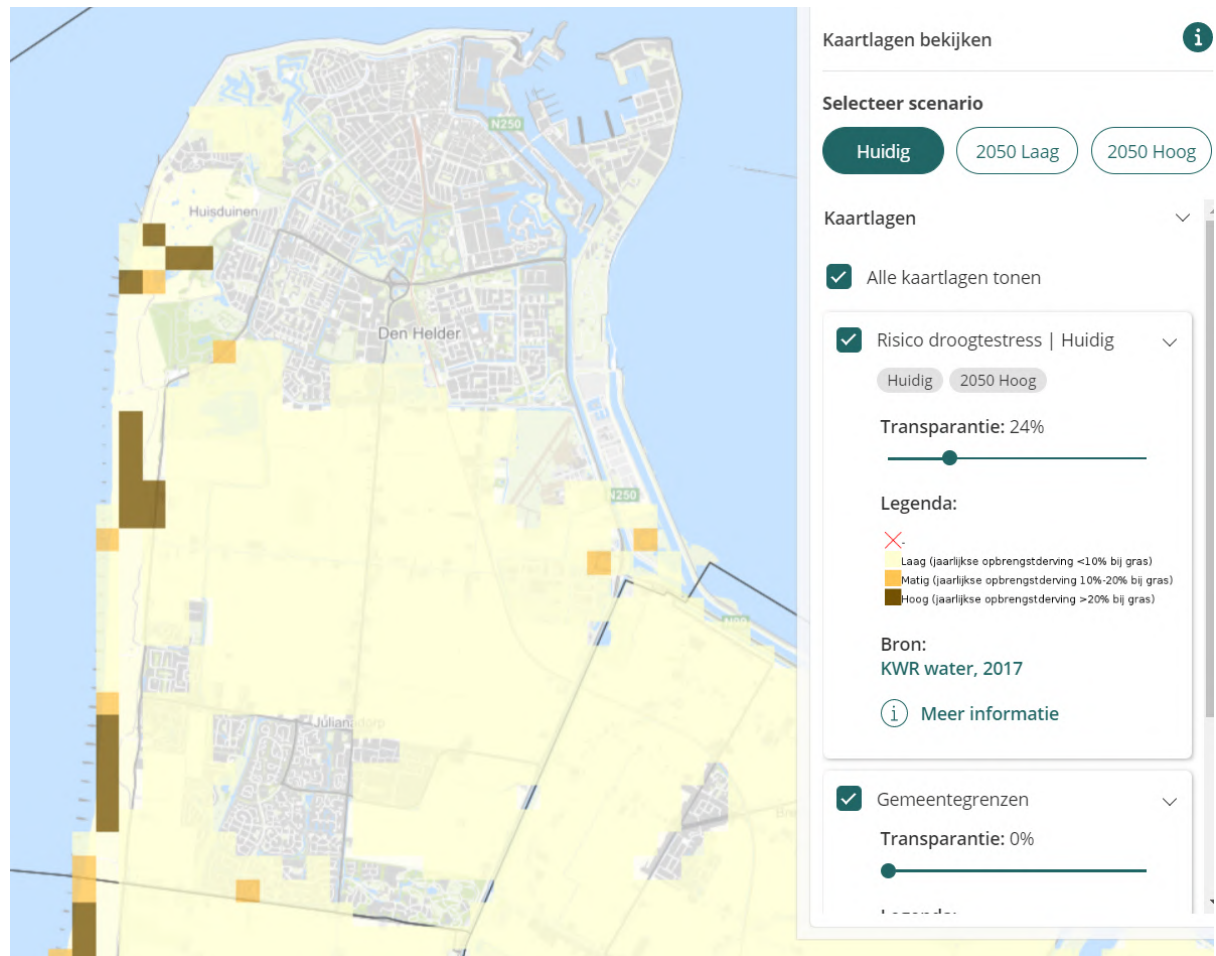 N250
Huisduinen
Den Helder
N250
Julianadorp
Kaartlagen bekijken
Selecteer scenario
Huidig
2050 Laag
2050 Hoog
Kaartlagen
Alle kaartlagen tonen
Risico droogtestress | Huidig
Huidig
2050 Hoog
Transparantie: 24%
Legenda:
-
Laag (jaarlijkse opbrengstderving <10% bij gras)
Matig (jaarlijkse opbrengstderving 10%-20% bij gras)
Hoog (jaarlijkse opbrengstderving >20% bij gras)
Bron:
KWR water, 2017
Meer informatie
Gemeentegrenzen
Transparantie: 0%